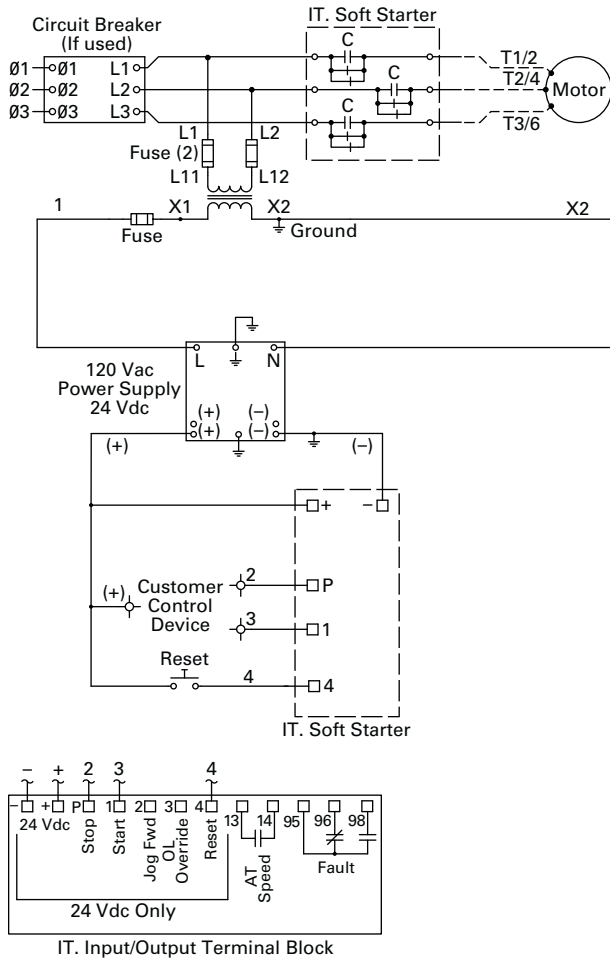 IT. Soft Starter
Circuit Breaker
(If used)
C
Ø1 Ø1 L1 T1/2
C
Ø2 Ø2 L2 T2/4 Motor
C
Ø3 Ø3 L3 T3/6
L1 L2
Fuse (2)
L11 L12
1 X1 X2 X2
Fuse Ground
L N
120 Vac
Power Supply
24 Vdc
(+) (–)
(+) (–)
(+) (–)
+ –
2
(+) Customer P
Control
Device 3 1
Reset
4 4
IT. Soft Starter
– + 2 3 4
– + P 1 2 3 4 13 14 95 96 98
24 Vdc Stop Start Jog Fwd OL Override Reset
AT Speed Fault
24 Vdc Only
IT. Input/Output Terminal Block